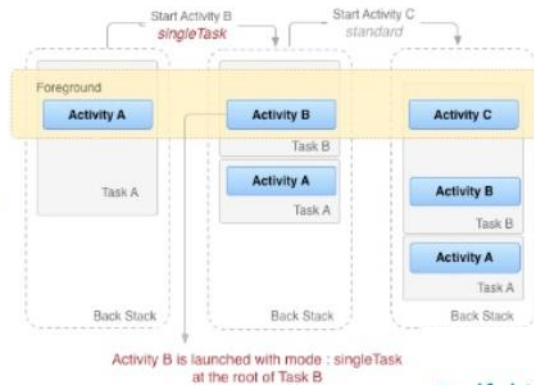 Start Activity B
singleTask
Start Activity C
standard
Foreground
Activity A
Task A
Back Stack
Activity B
Task B
Activity A
Task A
Back Stack
Activity C
Activity B
Task B
Activity A
Task A
Back Stack
Activity B is launched with mode : singleTask
at the root of Task B